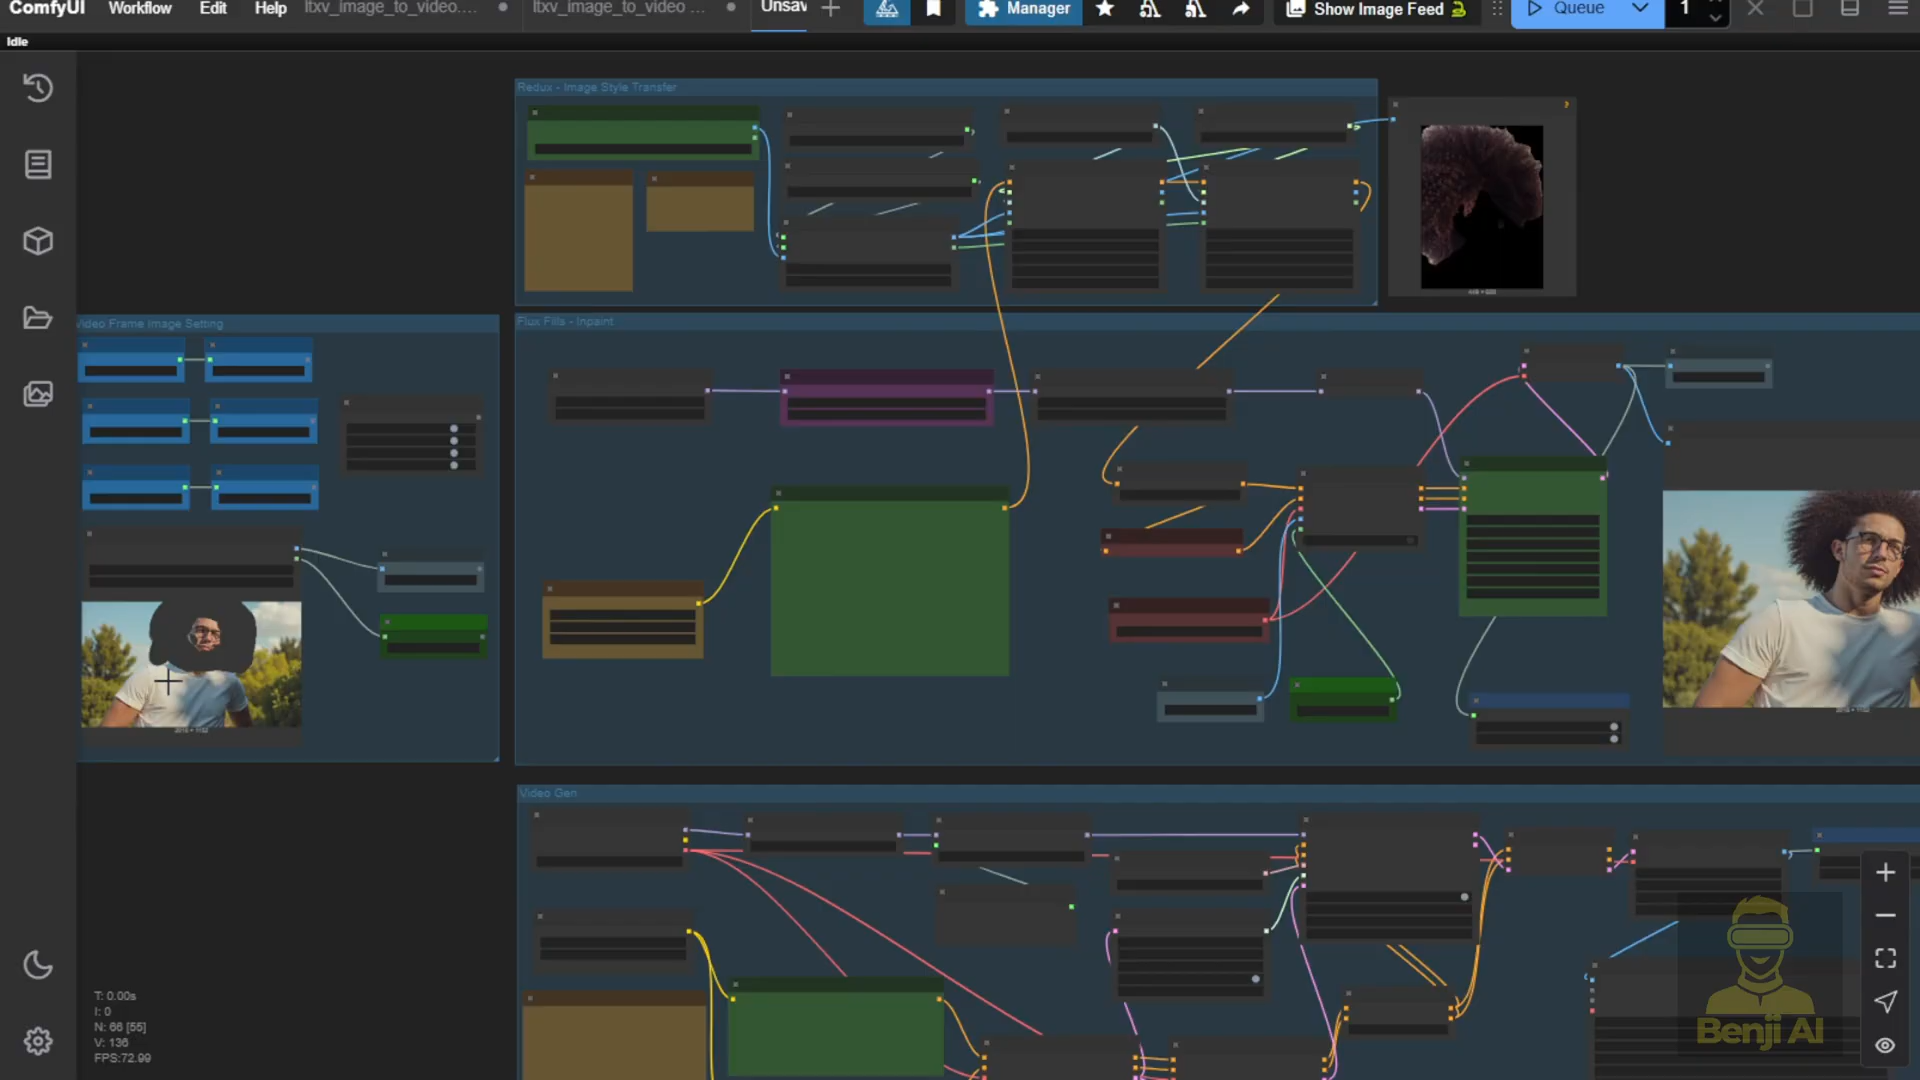 ComfyUI Workflow Edit Help ltxv_image_to_video.... ltxv_image_to_video ... Unsav Manager Show Image Feed Queue 1
Idle
Redux - Image Style Transfer
Video Frame Image Setting
Flux Fills - Inpaint
Video Gen
T: 0.00s
I: 0
N: 66 [55]
V: 136
FPS:72.99
Benji AI